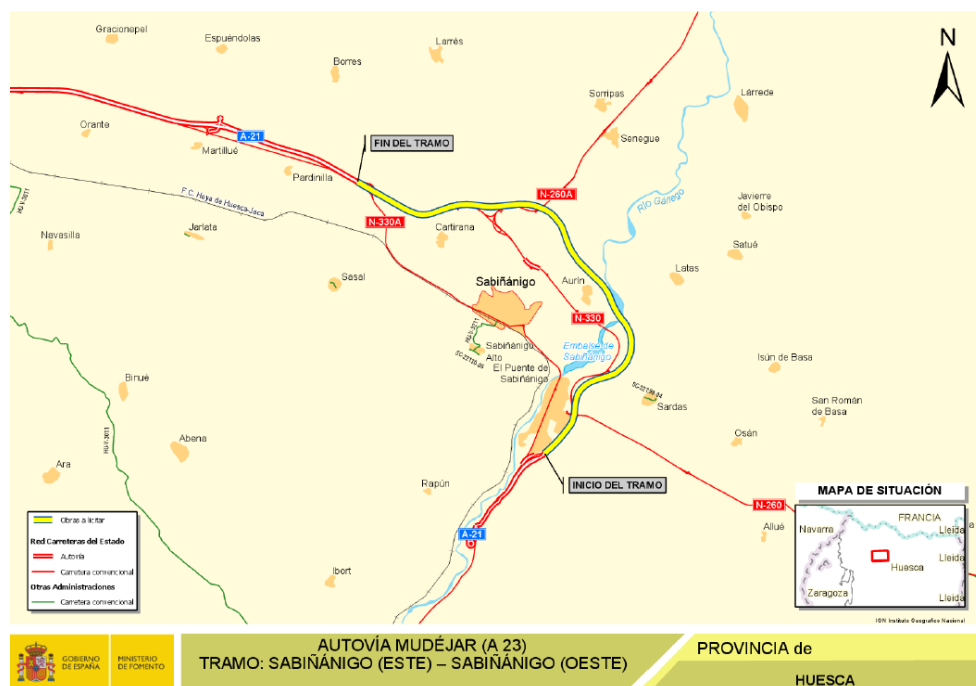 Gracionepel
Espuéndolas
Larrés
Borres
N
Sorripas
Lárrede
Orante
A-21
Senegue
FIN DEL TRAMO
Martillué
Pardinilla
F.C. Hoya de Huesca-Jaca
N-260A
Río Gállego
Javierre
del Obispo
N-330A
Navasilla
Jarlata
Cartirana
Satué
Sasal
Sabiñánigo
Aurín
Latas
N-330
Sabiñánigo
Alto
Embalse de
Sabiñánigo
El Puente de
Sabiñánigo
Isún de Basa
Binué
Sardas
San Román
de Basa
HU-V-3011
Abena
Osán
Ara
Rapún
INICIO DEL TRAMO
N-260
A-21
Allué
Ibort
Obras a licitar
Red Carreteras del Estado
Autovía
Carretera convencional
Otras Administraciones
Carretera convencional
MAPA DE SITUACIÓN
FRANCIA
Navarra
Lleida
Lleida
Huesca
Zaragoza
Lleida
IGN Instituto Geografico Nacional
GOBIERNO
DE ESPAÑA
MINISTERIO
DE FOMENTO
AUTOVÍA MUDÉJAR (A 23)
TRAMO: SABIÑÁNIGO (ESTE) – SABIÑÁNIGO (OESTE)
PROVINCIA de
HUESCA